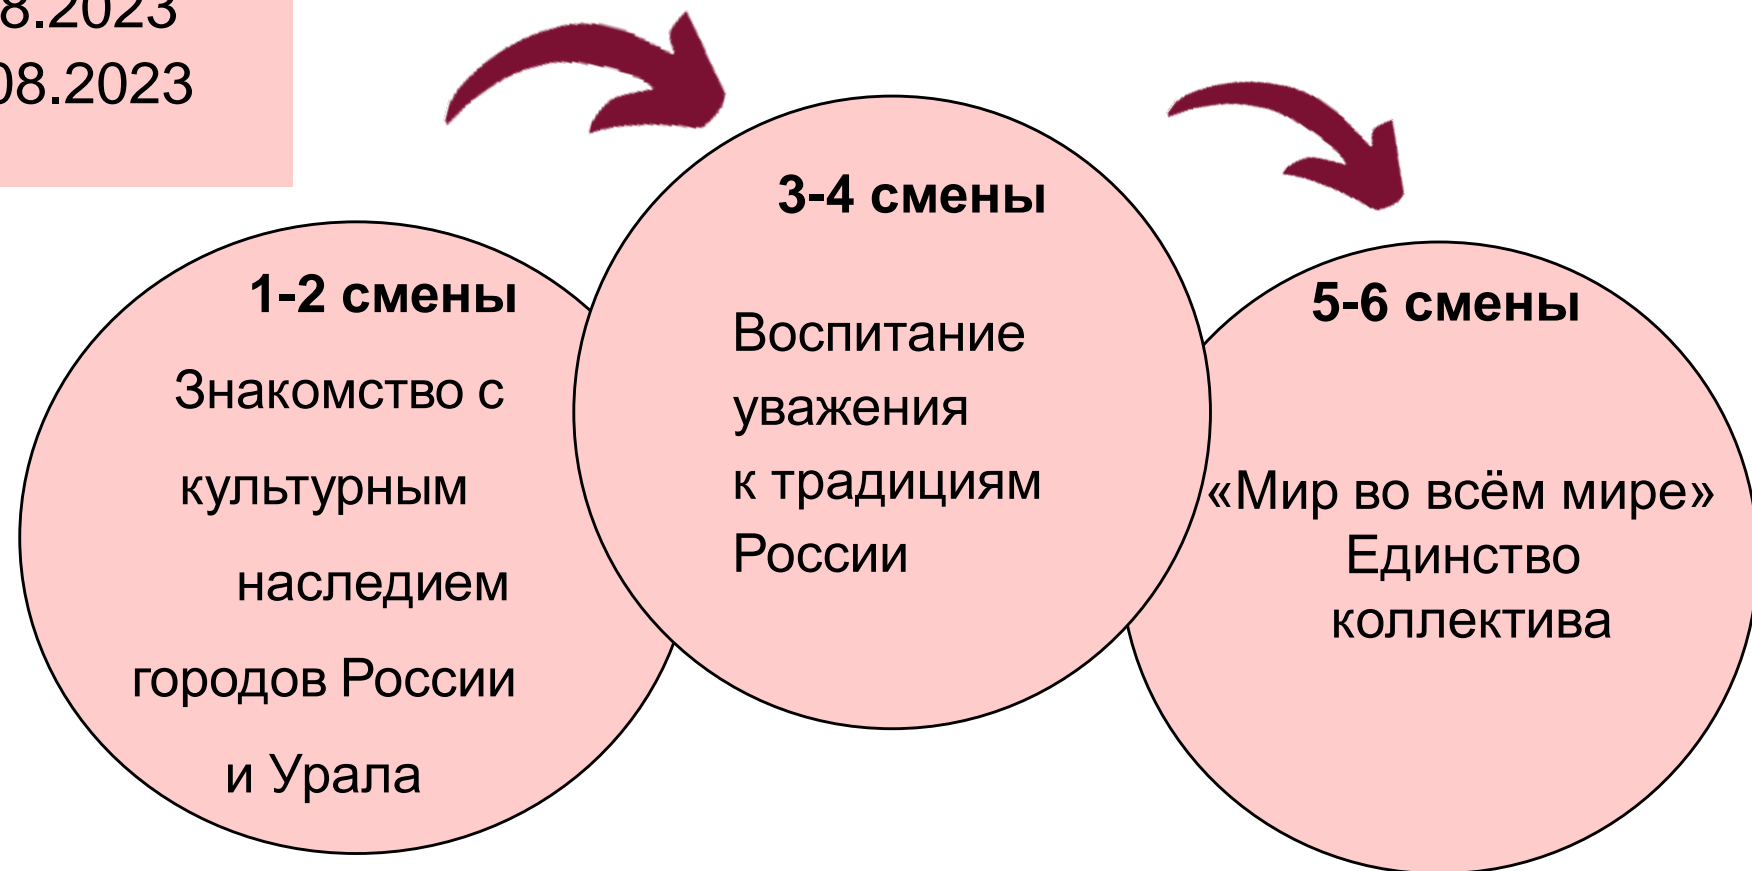 8.2023
08.2023
1-2 смены
Знакомство с
культурным
наследием
городов России
и Урала
3-4 смены
Воспитание
уважения
к традициям
России
5-6 смены
«Мир во всём мире»
Единство
коллектива